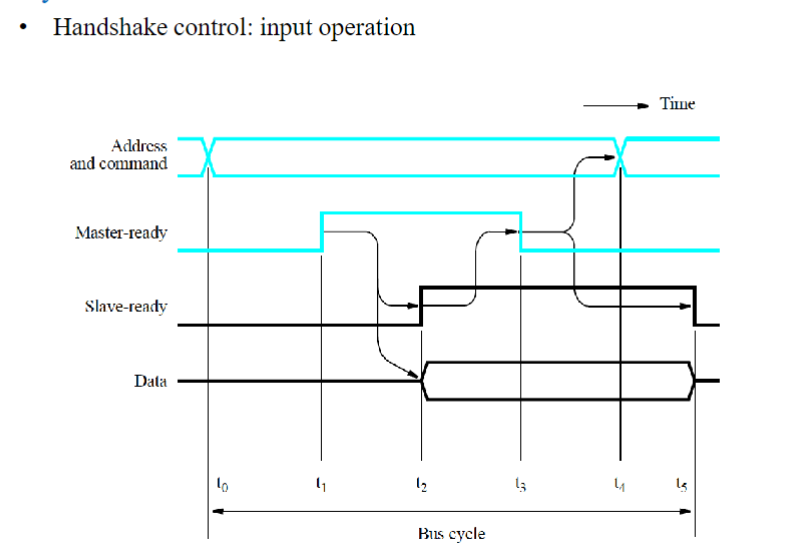 • Handshake control: input operation
Time
Address
and command
Master-ready
Slave-ready
Data
t0 t1 t2 t3 t4 t5
Bus cycle